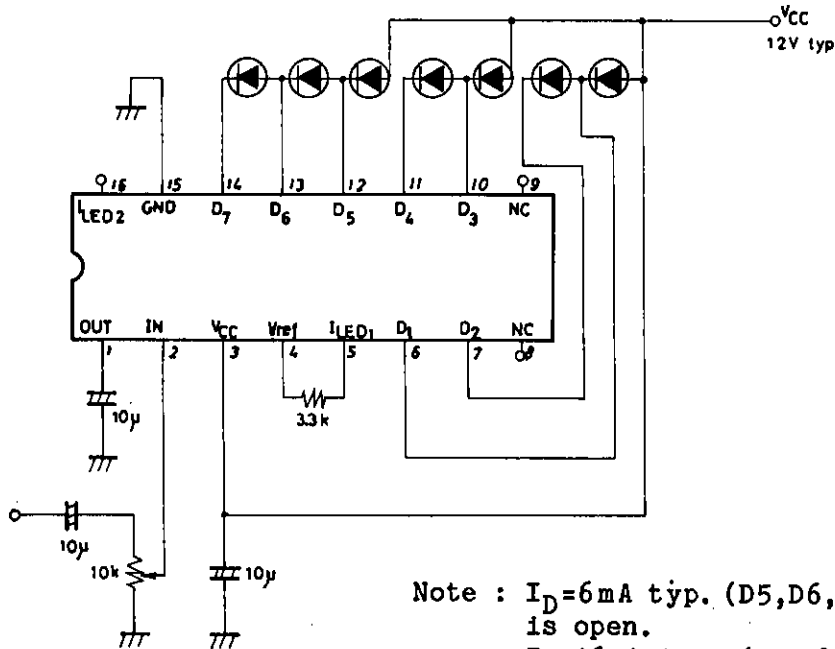 VCC
12V typ
16 15 14 13 12 11 10 9
ILED2 GND D7 D6 D5 D4 D3 NC
OUT IN VCC Vref ILED1 D1 D2 NC
1 2 3 4 5 6 7 8
10μ
3.3k
10μ
10k
10μ
Note : ID=6mA typ. (D5,D6,
is open.